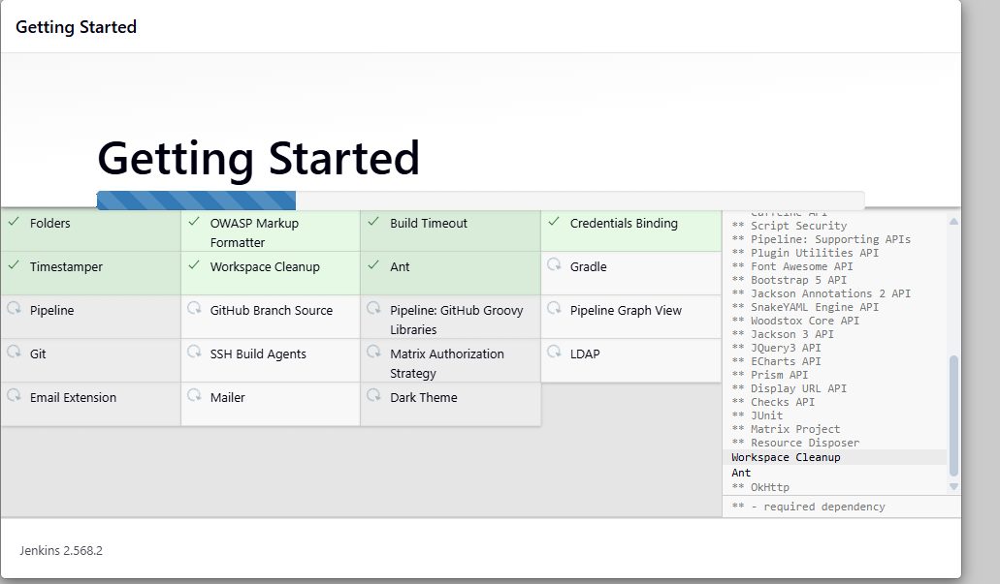 Getting Started
Getting Started
Folders
OWASP Markup
Formatter
Build Timeout
Credentials Binding
Timestamper
Workspace Cleanup
Ant
Gradle
Pipeline
GitHub Branch Source
Pipeline: GitHub Groovy
Libraries
Pipeline Graph View
Git
SSH Build Agents
Matrix Authorization
Strategy
LDAP
Email Extension
Mailer
Dark Theme
Caffeine API
** Script Security
** Pipeline: Supporting APIs
** Plugin Utilities API
** Font Awesome API
** Bootstrap 5 API
** Jackson Annotations 2 API
** SnakeYAML Engine API
** Woodstox Core API
** Jackson 3 API
** JQuery3 API
** ECharts API
** Prism API
** Display URL API
** Checks API
** JUnit
** Matrix Project
** Resource Disposer
Workspace Cleanup
Ant
** OkHttp
** - required dependency
Jenkins 2.568.2